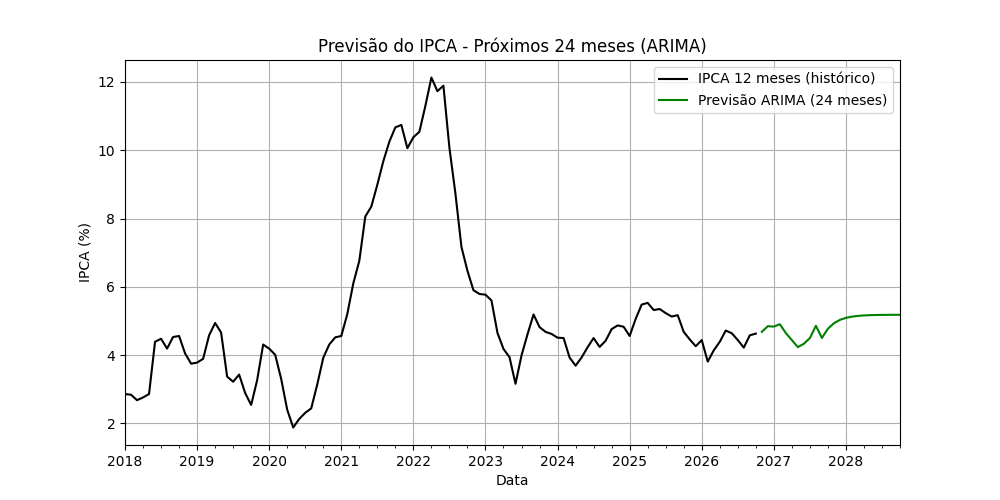 Previsão do IPCA - Próximos 24 meses (ARIMA)
IPCA 12 meses (histórico)
Previsão ARIMA (24 meses)
12
10
8
6
4
2
IPCA (%)
2018 2019 2020 2021 2022 2023 2024 2025 2026 2027 2028
Data